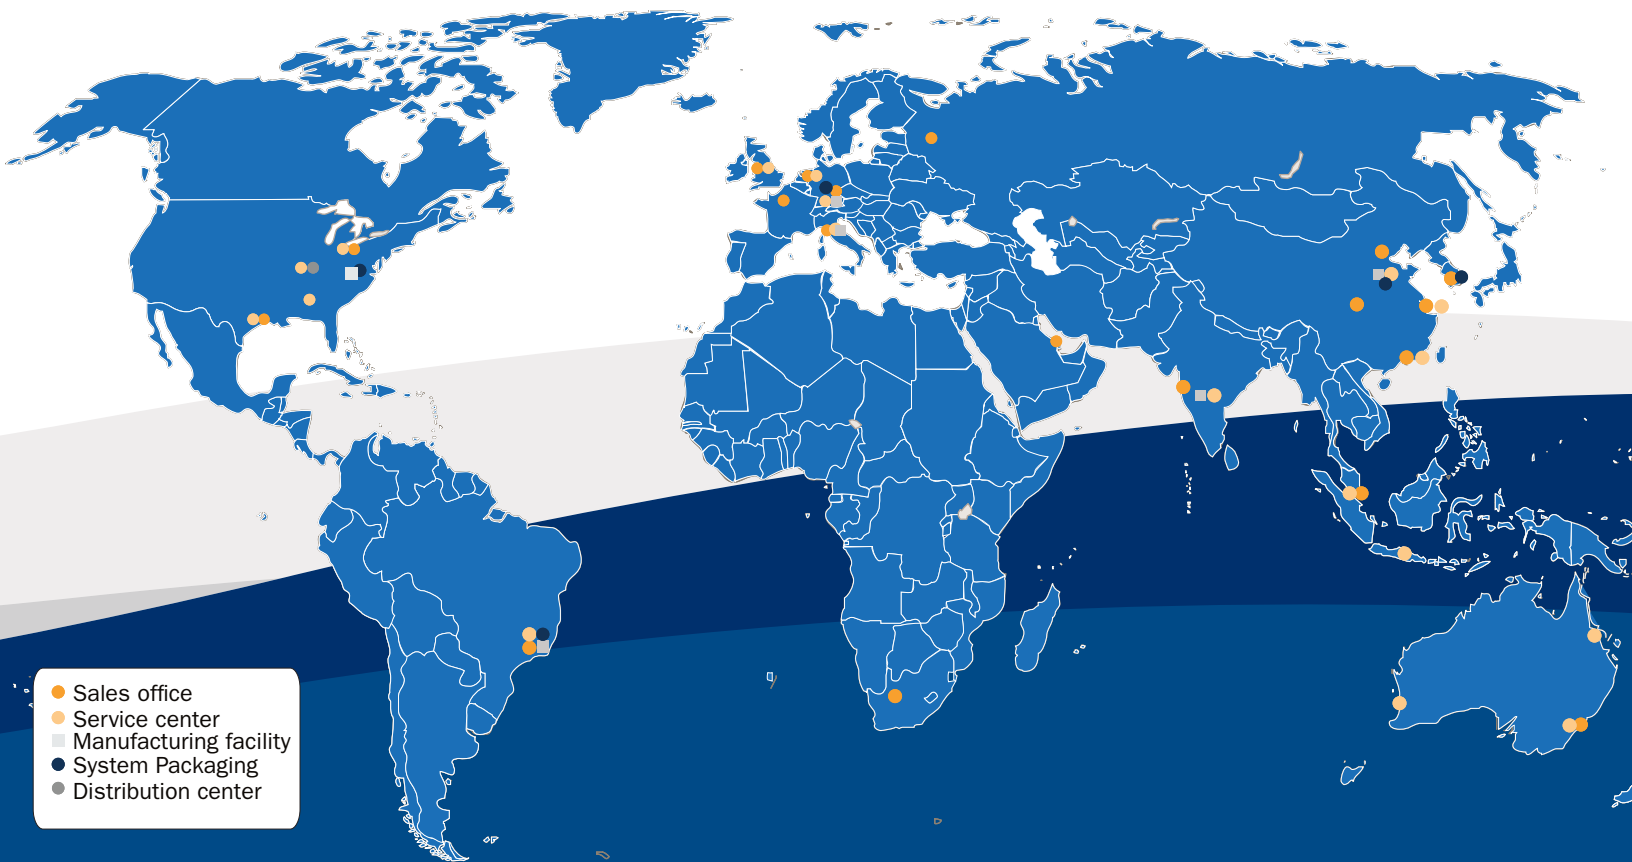 Sales office
Service center
Manufacturing facility
System Packaging
Distribution center